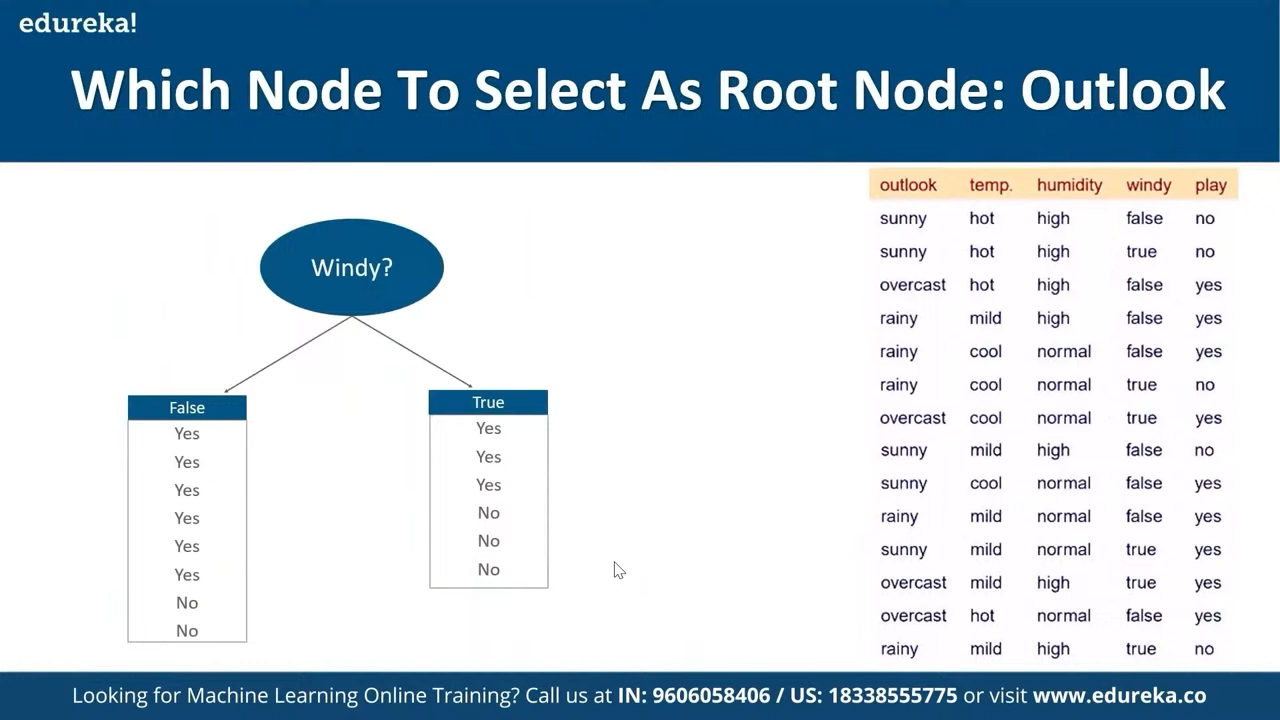 edureka!
Which Node To Select As Root Node: Outlook
Windy?
False
Yes
Yes
Yes
Yes
Yes
Yes
No
No
True
Yes
Yes
Yes
No
No
No
outlook temp. humidity windy play
sunny hot high false no
sunny hot high true no
overcast hot high false yes
rainy mild high false yes
rainy cool normal false yes
rainy cool normal true no
overcast cool normal true yes
sunny mild high false no
sunny cool normal false yes
rainy mild normal false yes
sunny mild normal true yes
overcast mild high true yes
overcast hot normal false yes
rainy mild high true no
Looking for Machine Learning Online Training? Call us at IN: 9606058406 / US: 18338555775 or visit www.edureka.co